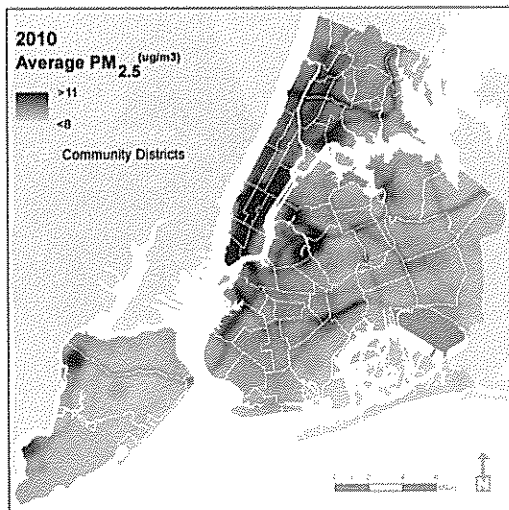 2010
Average PM2.5 (ug/m3)
>11
<8
Community Districts
N